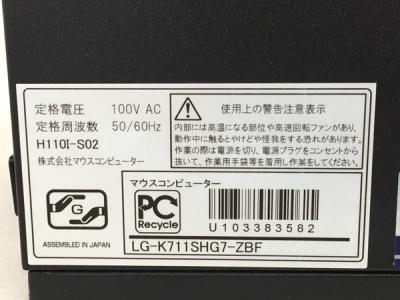 定格電圧 100V AC
定格周波数 50/60Hz
H110I-S02
株式会社マウスコンピューター
G
ASSEMBLED IN JAPAN
使用上の警告注意表示
内部には高温になる部位や高速回転ファンがあり、
動作中に触るとやけどや怪我をする恐れがあります。
作業の際は電源を切り、電源プラグをコンセントから
抜いて、作業用手袋等を着用し作業をしてください。
マウスコンピューター
PC
Recycle
U103383582
LG-K711SHG7-ZBF